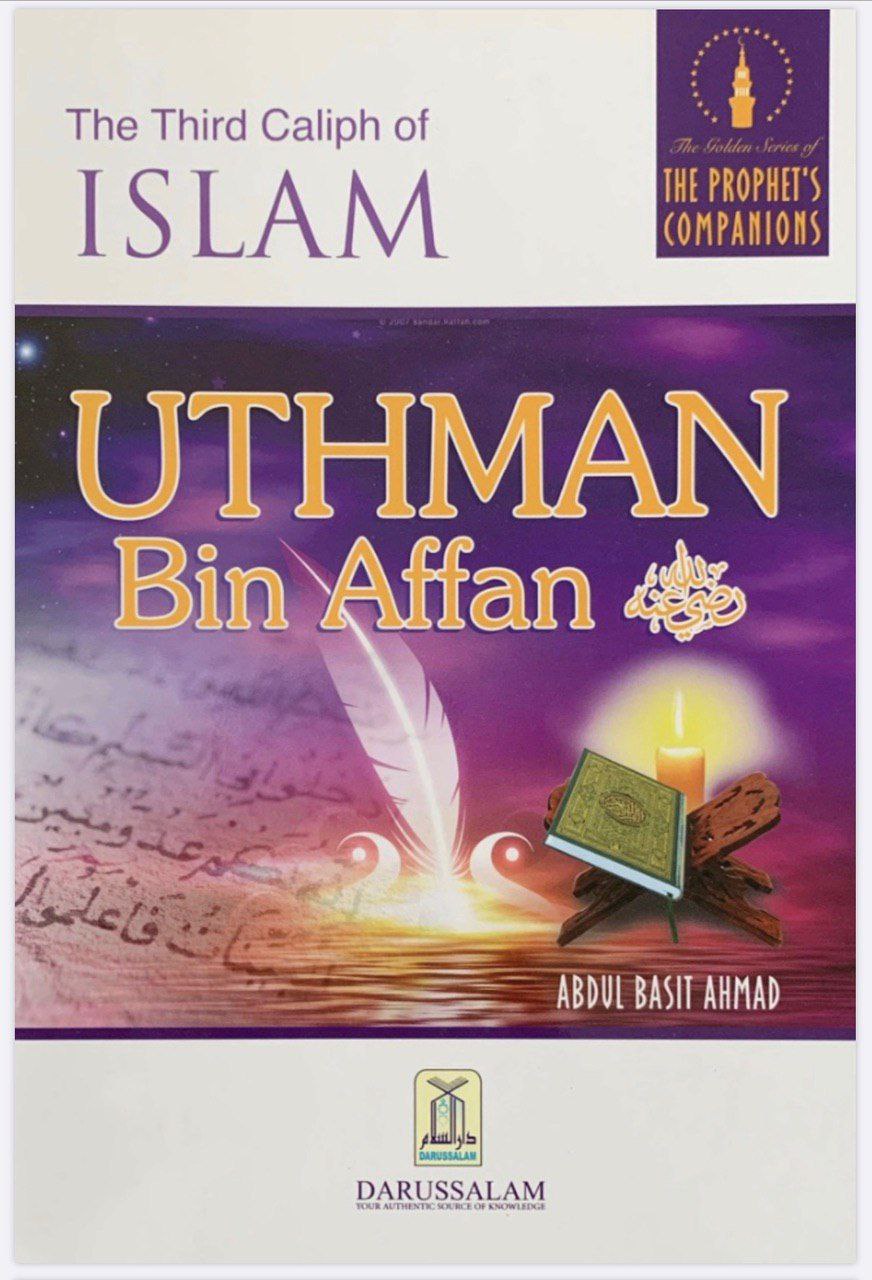 The Third Caliph of
ISLAM
The Golden Series of
THE PROPHET'S
COMPANIONS
UTHMAN
Bin Affan رضي الله عنه
فاعلموا
ABDUL BASIT AHMAD
دار السلام
DARUSSALAM
DARUSSALAM
YOUR AUTHENTIC SOURCE OF KNOWLEDGE